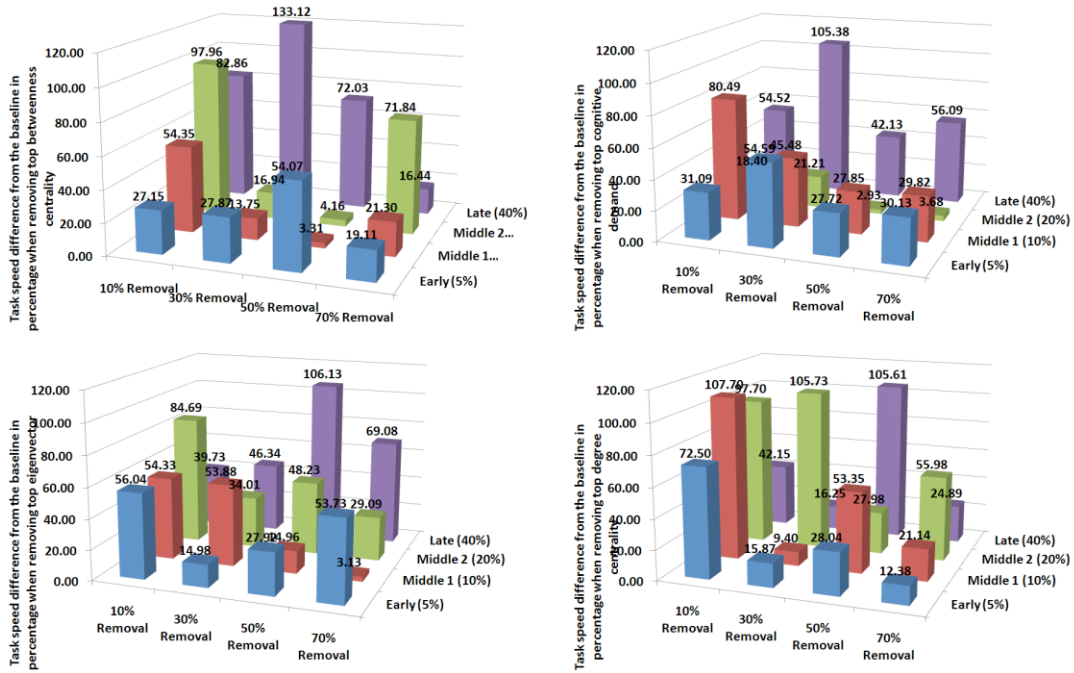 Task speed difference from the baseline in
percentage when removing top betweenness
centrality
120.00
100.00
80.00
60.00
40.00
20.00
0.00
133.12
97.96
82.86
72.03
71.84
54.35
54.07
16.94
16.44
27.15
27.87
13.75
4.16
21.30
3.31
19.11
10% Removal
30% Removal
50% Removal
70% Removal
Late (40%)
Middle 2...
Middle 1...
Early (5%)
Task speed difference from the baseline in
percentage when removing top cognitive
demand
120.00
100.00
80.00
60.00
40.00
20.00
0.00
105.38
80.49
54.52
42.13
56.09
54.59
45.48
18.40
21.21
31.09
27.85
2.93
29.82
3.68
27.72
30.13
10%
Removal
30%
Removal
50%
Removal
70%
Removal
Late (40%)
Middle 2 (20%)
Middle 1 (10%)
Early (5%)
Task speed difference from the baseline in
percentage when removing top eigenvector
120.00
100.00
80.00
60.00
40.00
20.00
0.00
106.13
84.69
69.08
54.33
39.73
46.34
56.04
53.88
34.01
48.23
53.73
29.09
14.98
27.92
14.96
3.13
10%
Removal
30%
Removal
50%
Removal
70%
Removal
Late (40%)
Middle 2 (20%)
Middle 1 (10%)
Early (5%)
Task speed difference from the baseline in
percentage when removing top degree
centrality
120.00
100.00
80.00
60.00
40.00
20.00
0.00
107.70
97.70
105.73
105.61
72.50
42.15
16.25
53.35
27.98
55.98
24.89
15.87
9.40
28.04
21.14
12.38
10%
Removal
30%
Removal
50%
Removal
70%
Removal
Late (40%)
Middle 2 (20%)
Middle 1 (10%)
Early (5%)